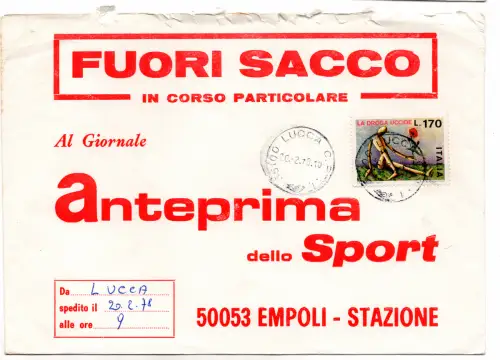 FUORI SACCO
IN CORSO PARTICOLARE
LA DROGA UCCIDE L.170
ITALIA
Al Giornale
LUCCA
anteprima
dello Sport
Da LUCCA
spedito il 20.2.78
alle ore 9
50053 EMPOLI - STAZIONE